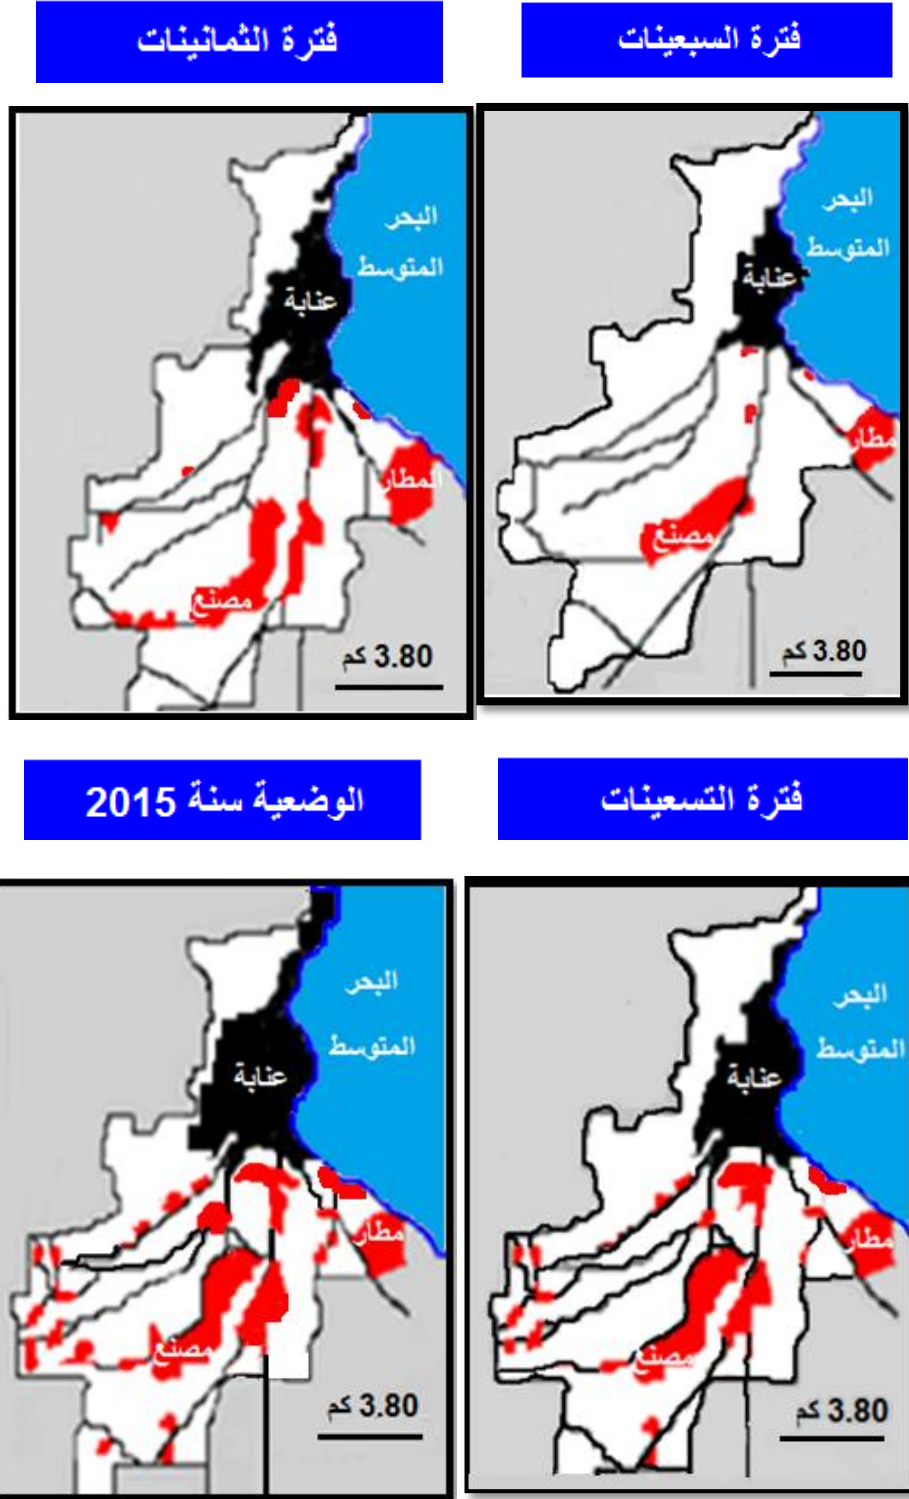 فترة السبعينات
فترة الثمانينات
البحر
المتوسط
عنابة
مطار
مصنع
3.80 كم
البحر
المتوسط
عنابة
المطار
مصنع
3.80 كم
فترة التسعينات
الوضعية سنة 2015
البحر
المتوسط
عنابة
مطار
مصنع
3.80 كم
البحر
المتوسط
عنابة
مطار
مصنع
3.80 كم